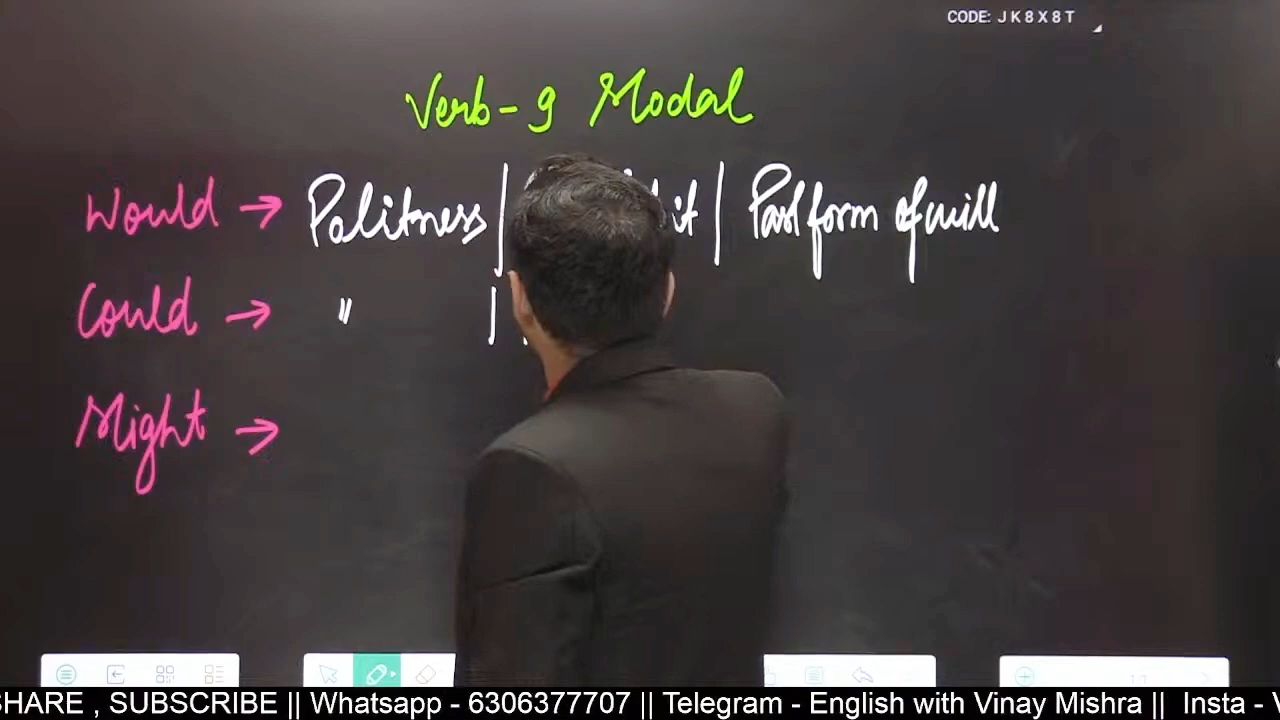 CODE: JK8X8T
Verb-9 Modal
Would → Politness | | Past form of will
Could → " |
Might →
SHARE , SUBSCRIBE || Whatsapp - 6306377707 || Telegram - English with Vinay Mishra || Insta - V